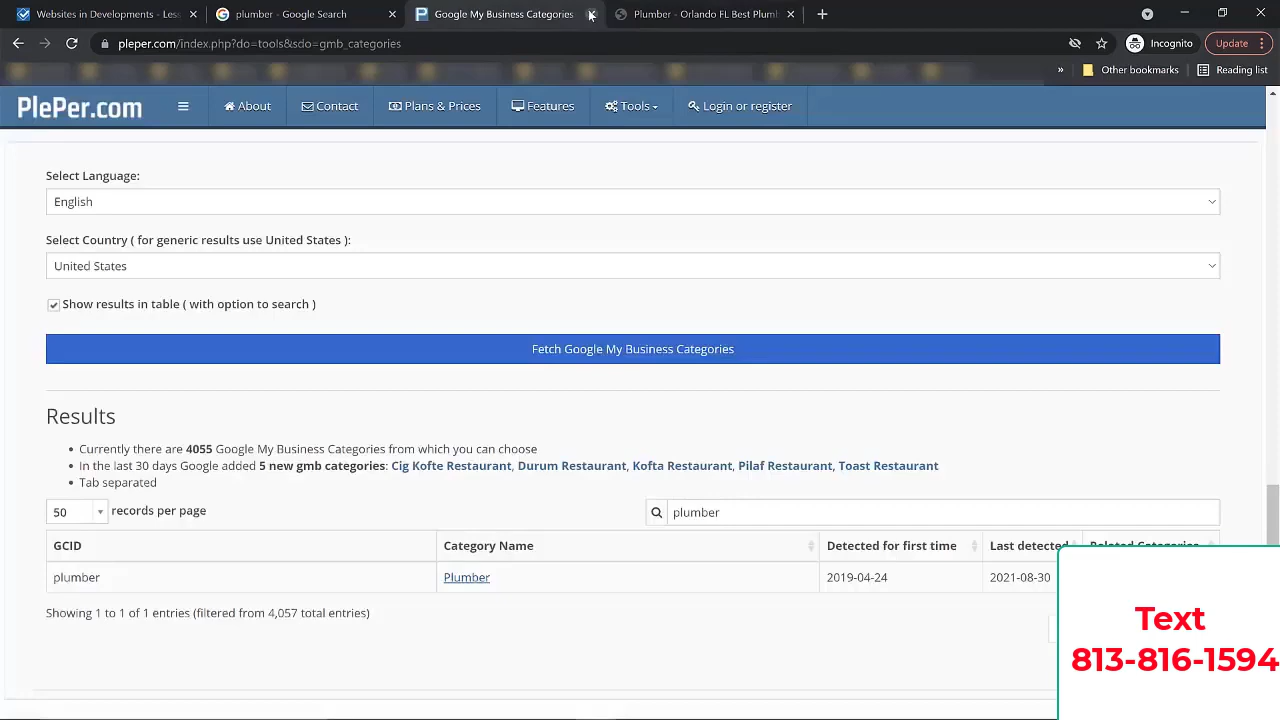 Websites in Developments - Less
plumber - Google Search
Google My Business Categories
Plumber - Orlando FL Best Plumb
pleper.com/index.php?do=tools&sdo=gmb_categories
Incognito
Update
»
Other bookmarks
Reading list
PlePer.com
About
Contact
Plans & Prices
Features
Tools
Login or register
Select Language:
English
Select Country ( for generic results use United States ):
United States
Show results in table ( with option to search )
Fetch Google My Business Categories
Results
• Currently there are 4055 Google My Business Categories from which you can choose
• In the last 30 days Google added 5 new gmb categories: Cig Kofte Restaurant, Durum Restaurant, Kofta Restaurant, Pilaf Restaurant, Toast Restaurant
• Tab separated
50 records per page
plumber
GCID Category Name Detected for first time Last detected Related Categories
plumber Plumber 2019-04-24 2021-08-30
Showing 1 to 1 of 1 entries (filtered from 4,057 total entries)
Text
813-816-1594